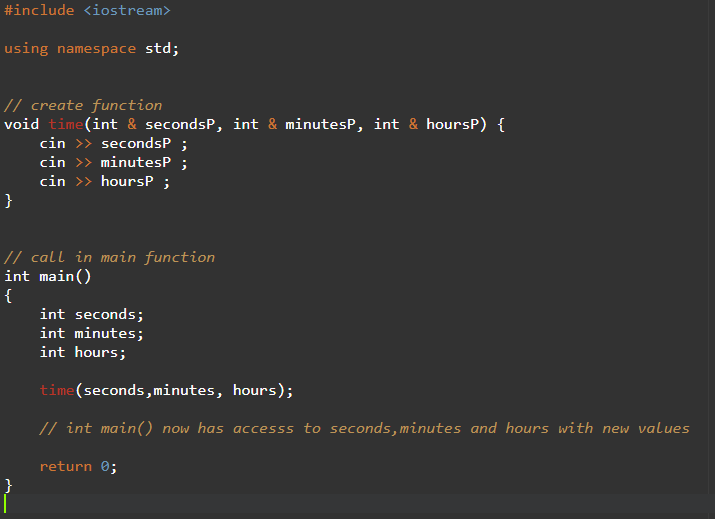 #include <iostream>
using namespace std;
// create function
void time(int & secondsP, int & minutesP, int & hoursP) {
    cin >> secondsP ;
    cin >> minutesP ;
    cin >> hoursP ;
}
// call in main function
int main()
{
    int seconds;
    int minutes;
    int hours;
    time(seconds,minutes, hours);
    // int main() now has accesss to seconds,minutes and hours with new values
    return 0;
}